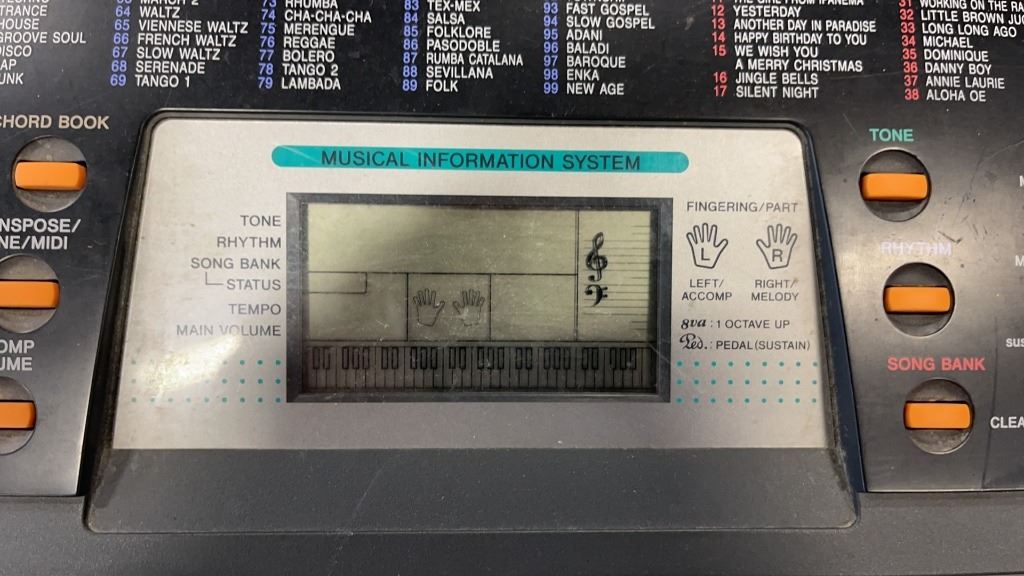 TRANCE
HOUSE
GROOVE SOUL
DISCO
RAP
FUNK
MARCH 2
65 WALTZ
VIENNESE WALTZ
66 FRENCH WALTZ
67 SLOW WALTZ
68 SERENADE
69 TANGO 1
73 RHUMBA
74 CHA-CHA-CHA
75 MERENGUE
76 REGGAE
77 BOLERO
78 TANGO 2
79 LAMBADA
83 TEX-MEX
84 SALSA
85 FOLKLORE
86 PASODOBLE
87 RUMBA CATALANA
88 SEVILLANA
89 FOLK
93 FAST GOSPEL
94 SLOW GOSPEL
95 ADANI
96 BALADI
97 BAROQUE
98 ENKA
99 NEW AGE
THE GIRL FROM IPANEMA
12 YESTERDAY
13 ANOTHER DAY IN PARADISE
14 HAPPY BIRTHDAY TO YOU
15 WE WISH YOU
A MERRY CHRISTMAS
16 JINGLE BELLS
17 SILENT NIGHT
31 WORKING ON THE RA
32 LITTLE BROWN JUG
33 LONG LONG AGO
34 MICHAEL
35 DOMINIQUE
36 DANNY BOY
37 ANNIE LAURIE
38 ALOHA OE
CHORD BOOK
NSPOSE/
NE/MIDI
OMP
UME
MUSICAL INFORMATION SYSTEM
TONE
RHYTHM
SONG BANK
STATUS
TEMPO
MAIN VOLUME
FINGERING/PART
L
R
LEFT/
ACCOMP
RIGHT/
MELODY
8va : 1 OCTAVE UP
Ped. : PEDAL (SUSTAIN)
TONE
RHYTHM
SONG BANK
M
M
SUS
CLEA